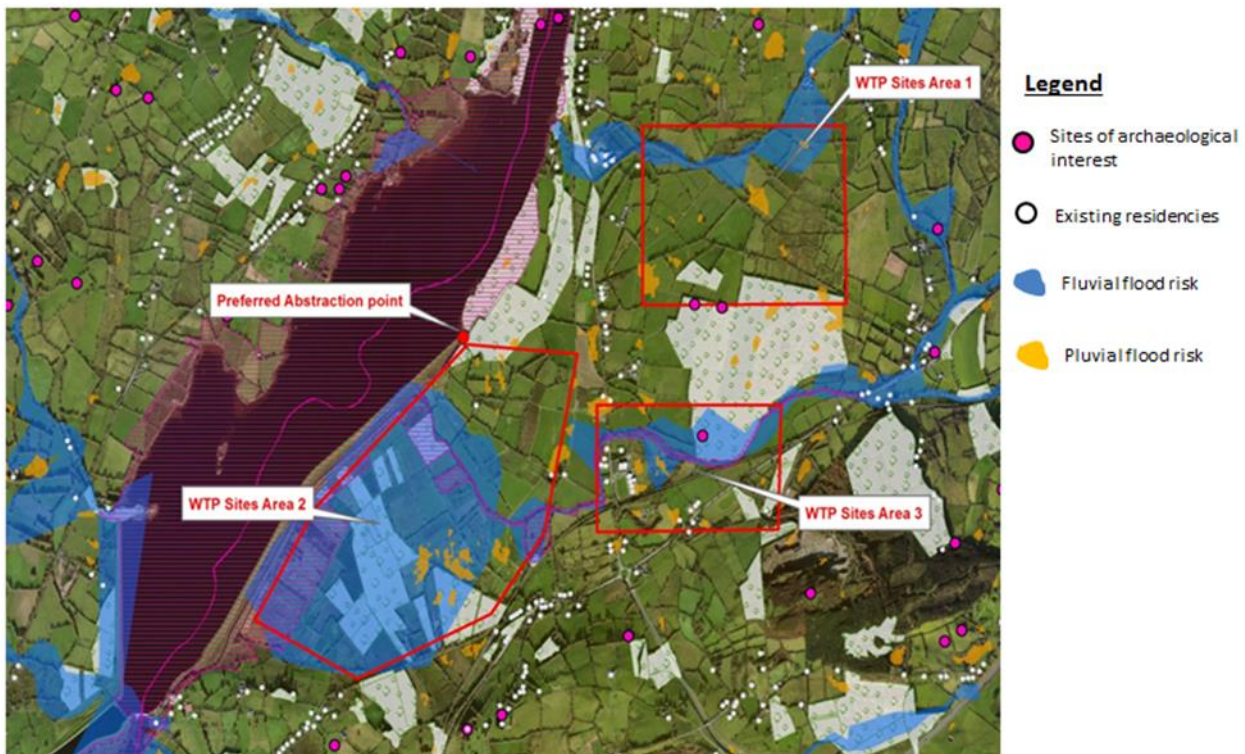 WTP Sites Area 1
Preferred Abstraction point
WTP Sites Area 2
WTP Sites Area 3
Legend
Sites of archaeological
interest
Existing residencies
Fluvial flood risk
Pluvial flood risk